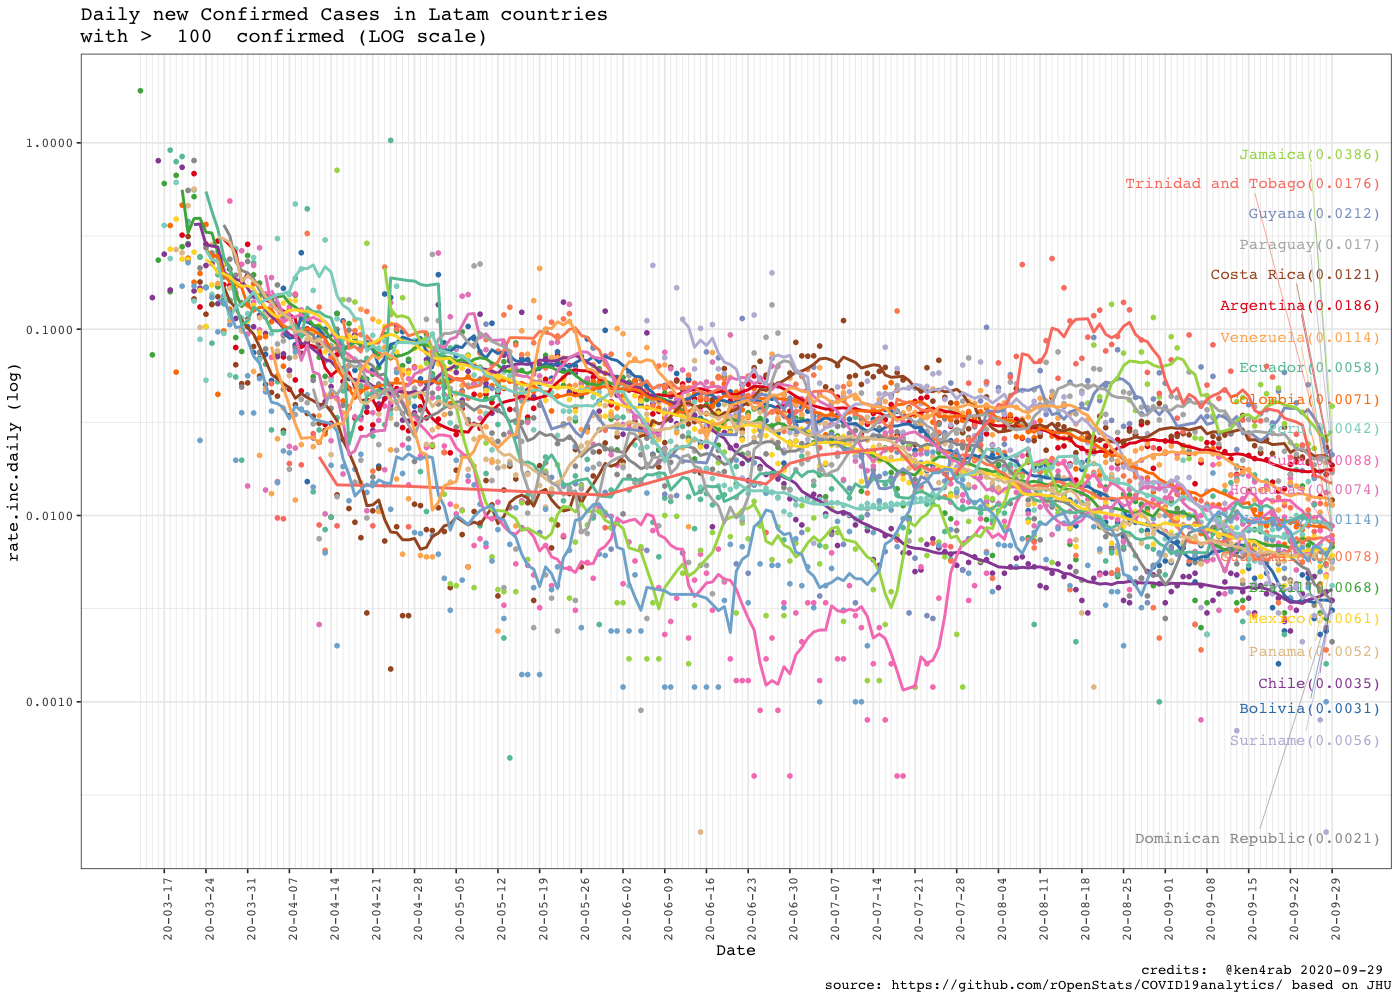 Daily new Confirmed Cases in Latam countries
with >  100  confirmed (LOG scale)
rate.inc.daily (log)
1.0000
0.1000
0.0100
0.0010
Jamaica(0.0386)
Trinidad and Tobago(0.0176)
Guyana(0.0212)
Paraguay(0.017)
Costa Rica(0.0121)
Argentina(0.0186)
Venezuela(0.0114)
Ecuador(0.0058)
Colombia(0.0071)
Suriname(0.0056)
Honduras(0.0074)
Brazil(0.0068)
Mexico(0.0061)
Panama(0.0052)
Chile(0.0035)
Bolivia(0.0031)
Dominican Republic(0.0021)
20-03-17
20-03-24
20-03-31
20-04-07
20-04-14
20-04-21
20-04-28
20-05-05
20-05-12
20-05-19
20-05-26
20-06-02
20-06-09
20-06-16
20-06-23
20-06-30
20-07-07
20-07-14
20-07-21
20-07-28
20-08-04
20-08-11
20-08-18
20-08-25
20-09-01
20-09-08
20-09-15
20-09-22
20-09-29
Date
credits:  @ken4rab 2020-09-29
source: https://github.com/rOpenStats/COVID19analytics/ based on JHU